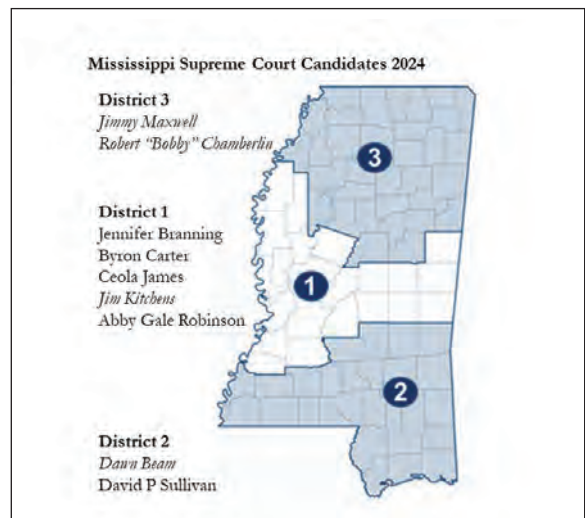 Mississippi Supreme Court Candidates 2024
District 3
Jimmy Maxwell
Robert “Bobby” Chamberlin
3
District 1
Jennifer Branning
Byron Carter
Ceola James
Jim Kitchens
Abby Gale Robinson
1
2
District 2
Dawn Beam
David P Sullivan